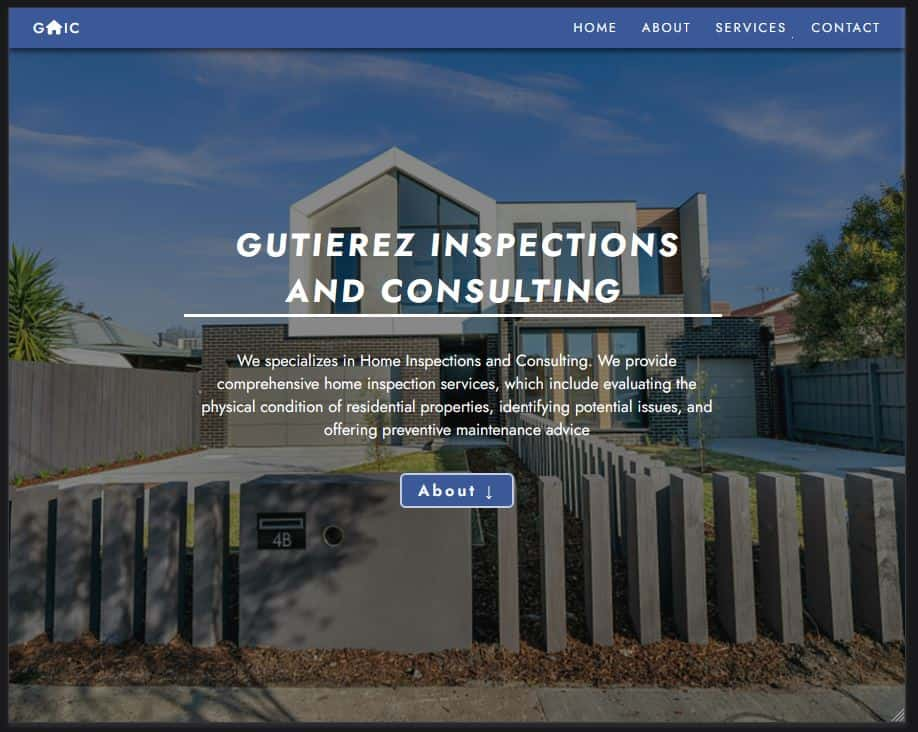 G IC
HOME ABOUT SERVICES CONTACT
GUTIEREZ INSPECTIONS
AND CONSULTING
We specializes in Home Inspections and Consulting. We provide
comprehensive home inspection services, which include evaluating the
physical condition of residential properties, identifying potential issues, and
offering preventive maintenance advice
About ↓
4B